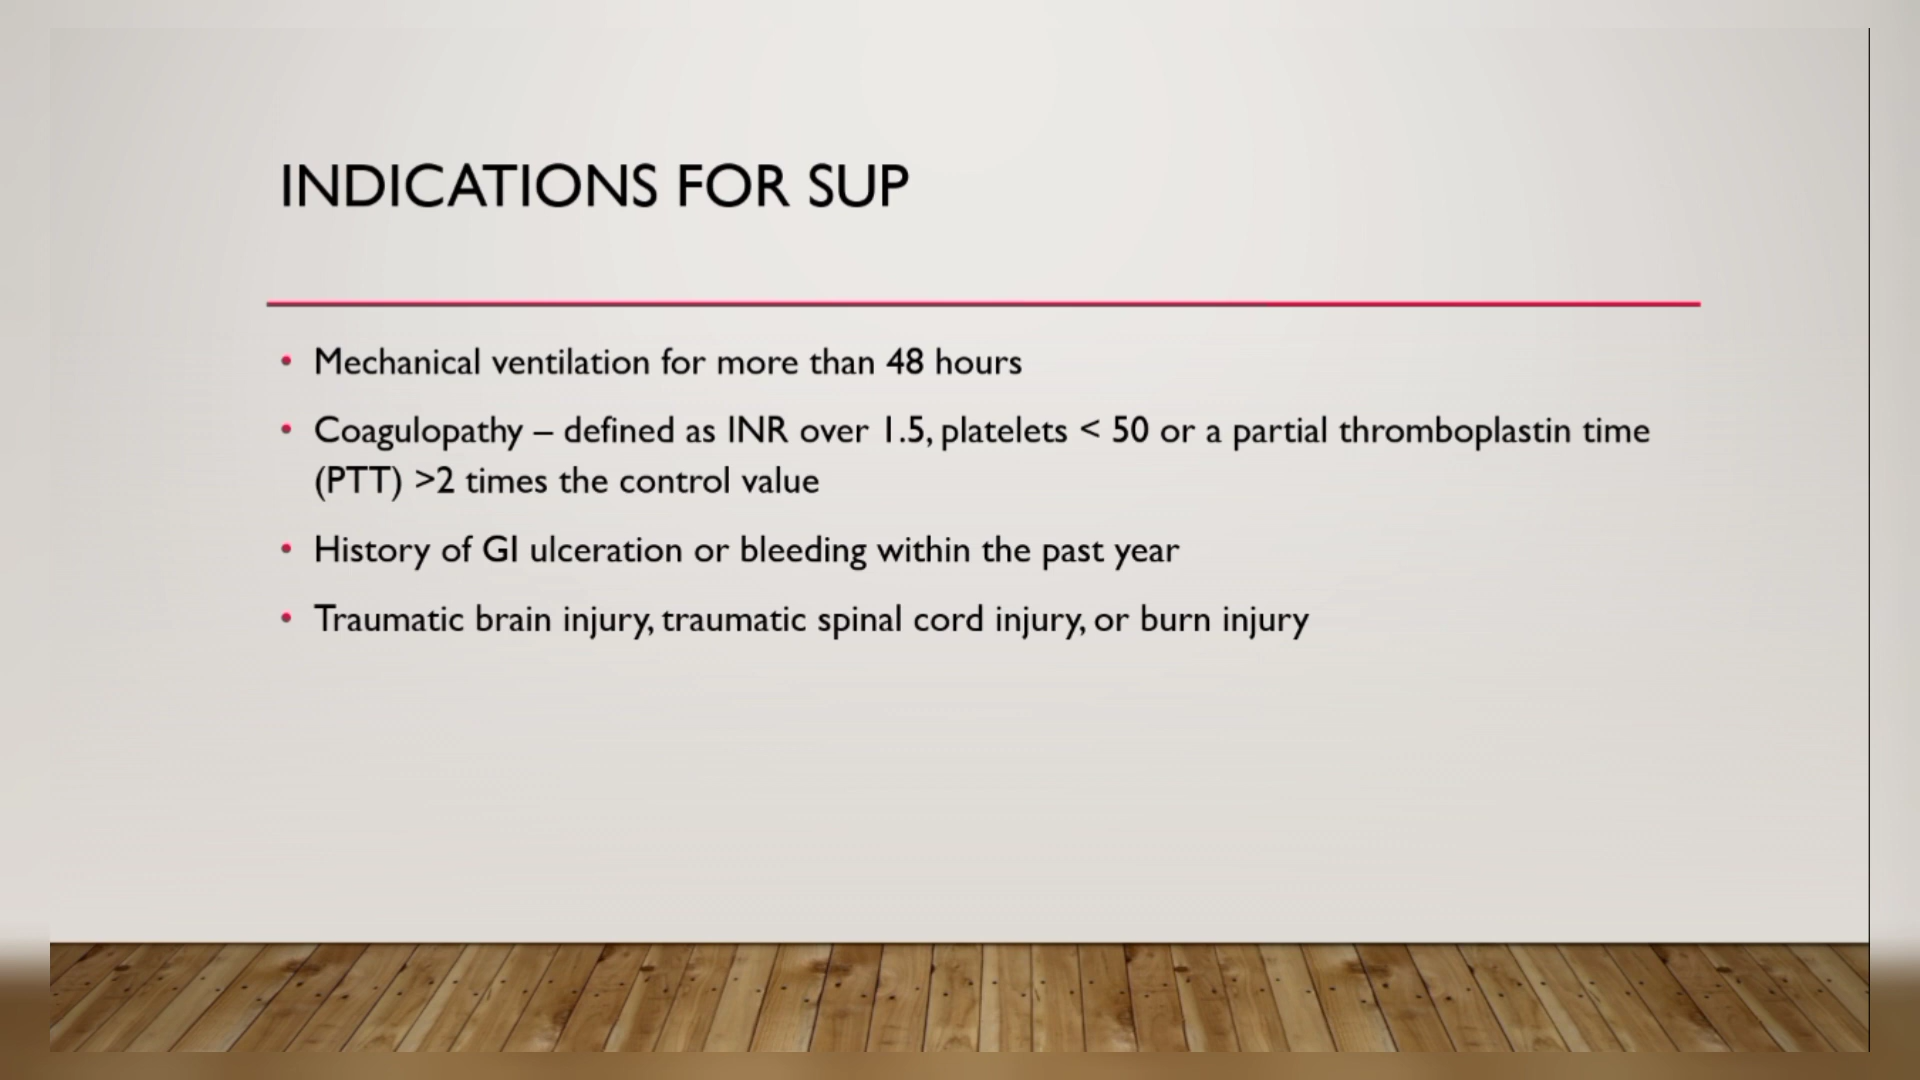 INDICATIONS FOR SUP
• Mechanical ventilation for more than 48 hours
• Coagulopathy – defined as INR over 1.5, platelets < 50 or a partial thromboplastin time
(PTT) >2 times the control value
• History of GI ulceration or bleeding within the past year
• Traumatic brain injury, traumatic spinal cord injury, or burn injury